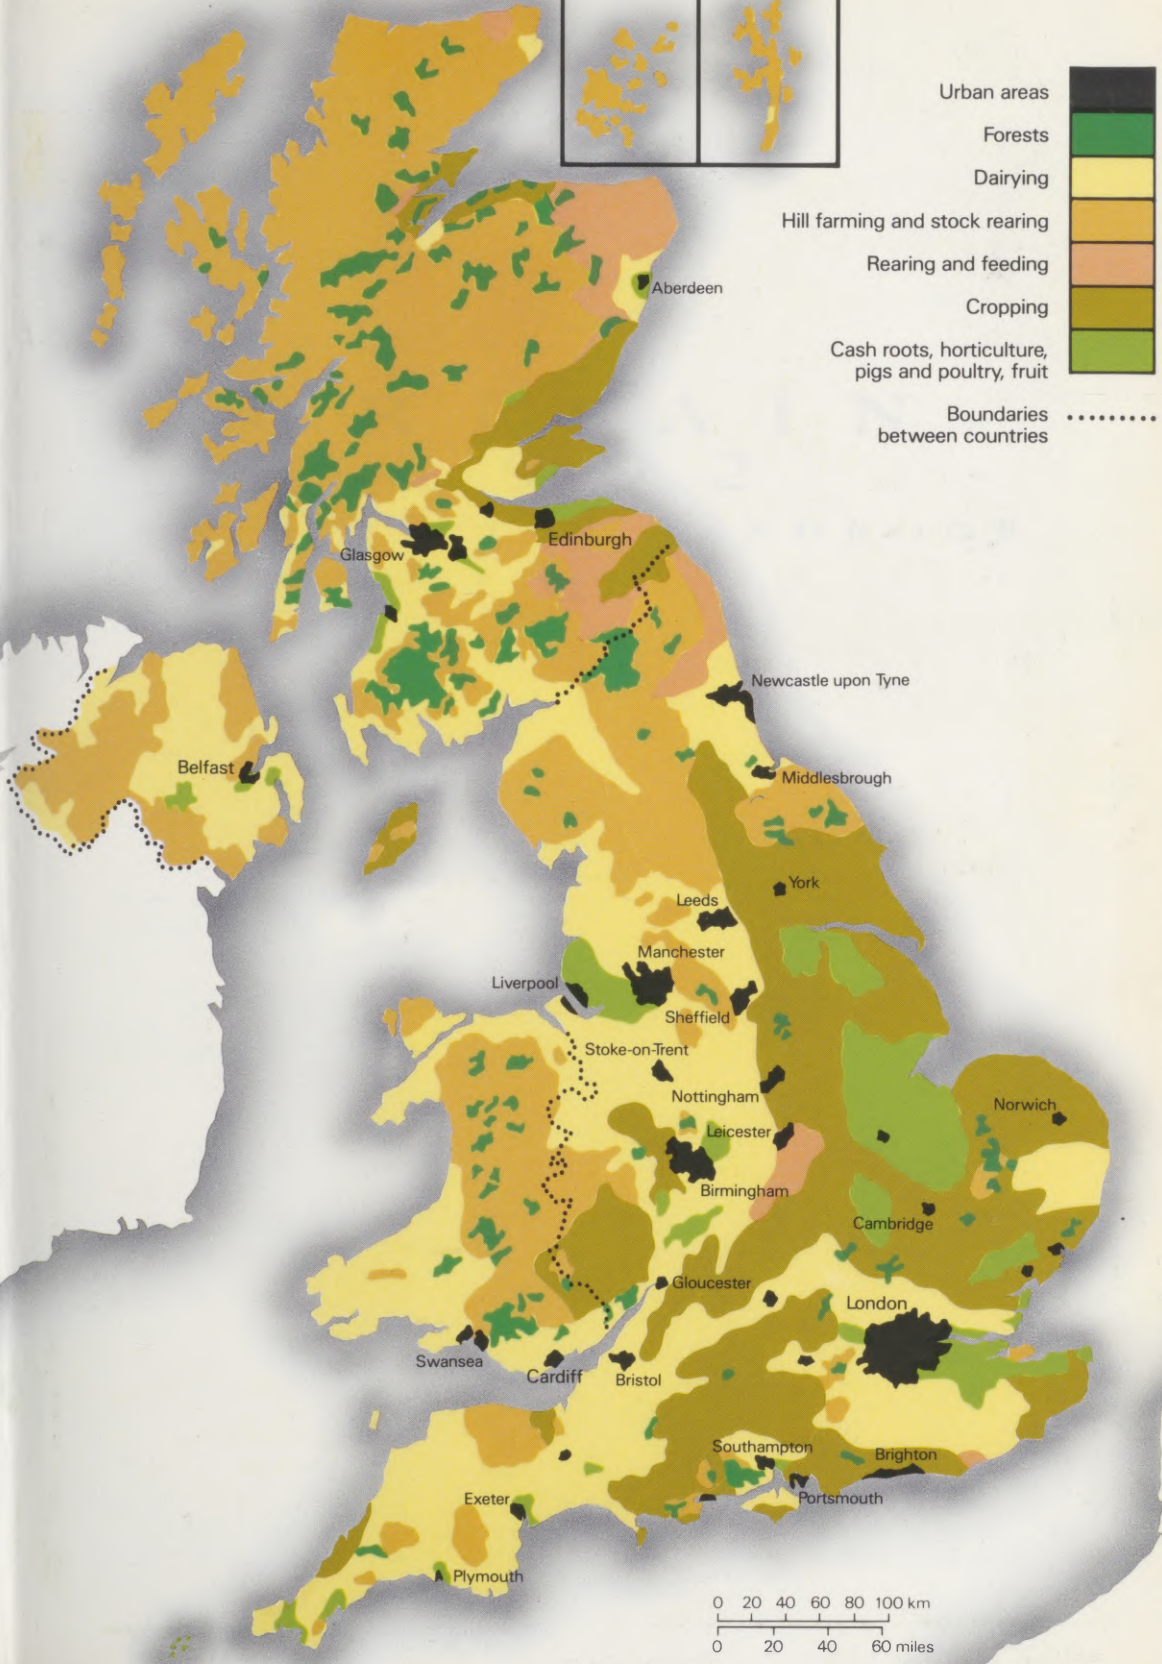 Urban areas
Forests
Dairying
Hill farming and stock rearing
Rearing and feeding
Cropping
Cash roots, horticulture,
pigs and poultry, fruit
Boundaries
between countries
Aberdeen
Edinburgh
Glasgow
Newcastle upon Tyne
Belfast
Middlesbrough
York
Leeds
Manchester
Liverpool
Sheffield
Stoke-on-Trent
Nottingham
Norwich
Leicester
Birmingham
Cambridge
Gloucester
London
Swansea
Cardiff
Bristol
Southampton
Brighton
Exeter
Portsmouth
Plymouth
0 20 40 60 80 100 km
0 20 40 60 miles